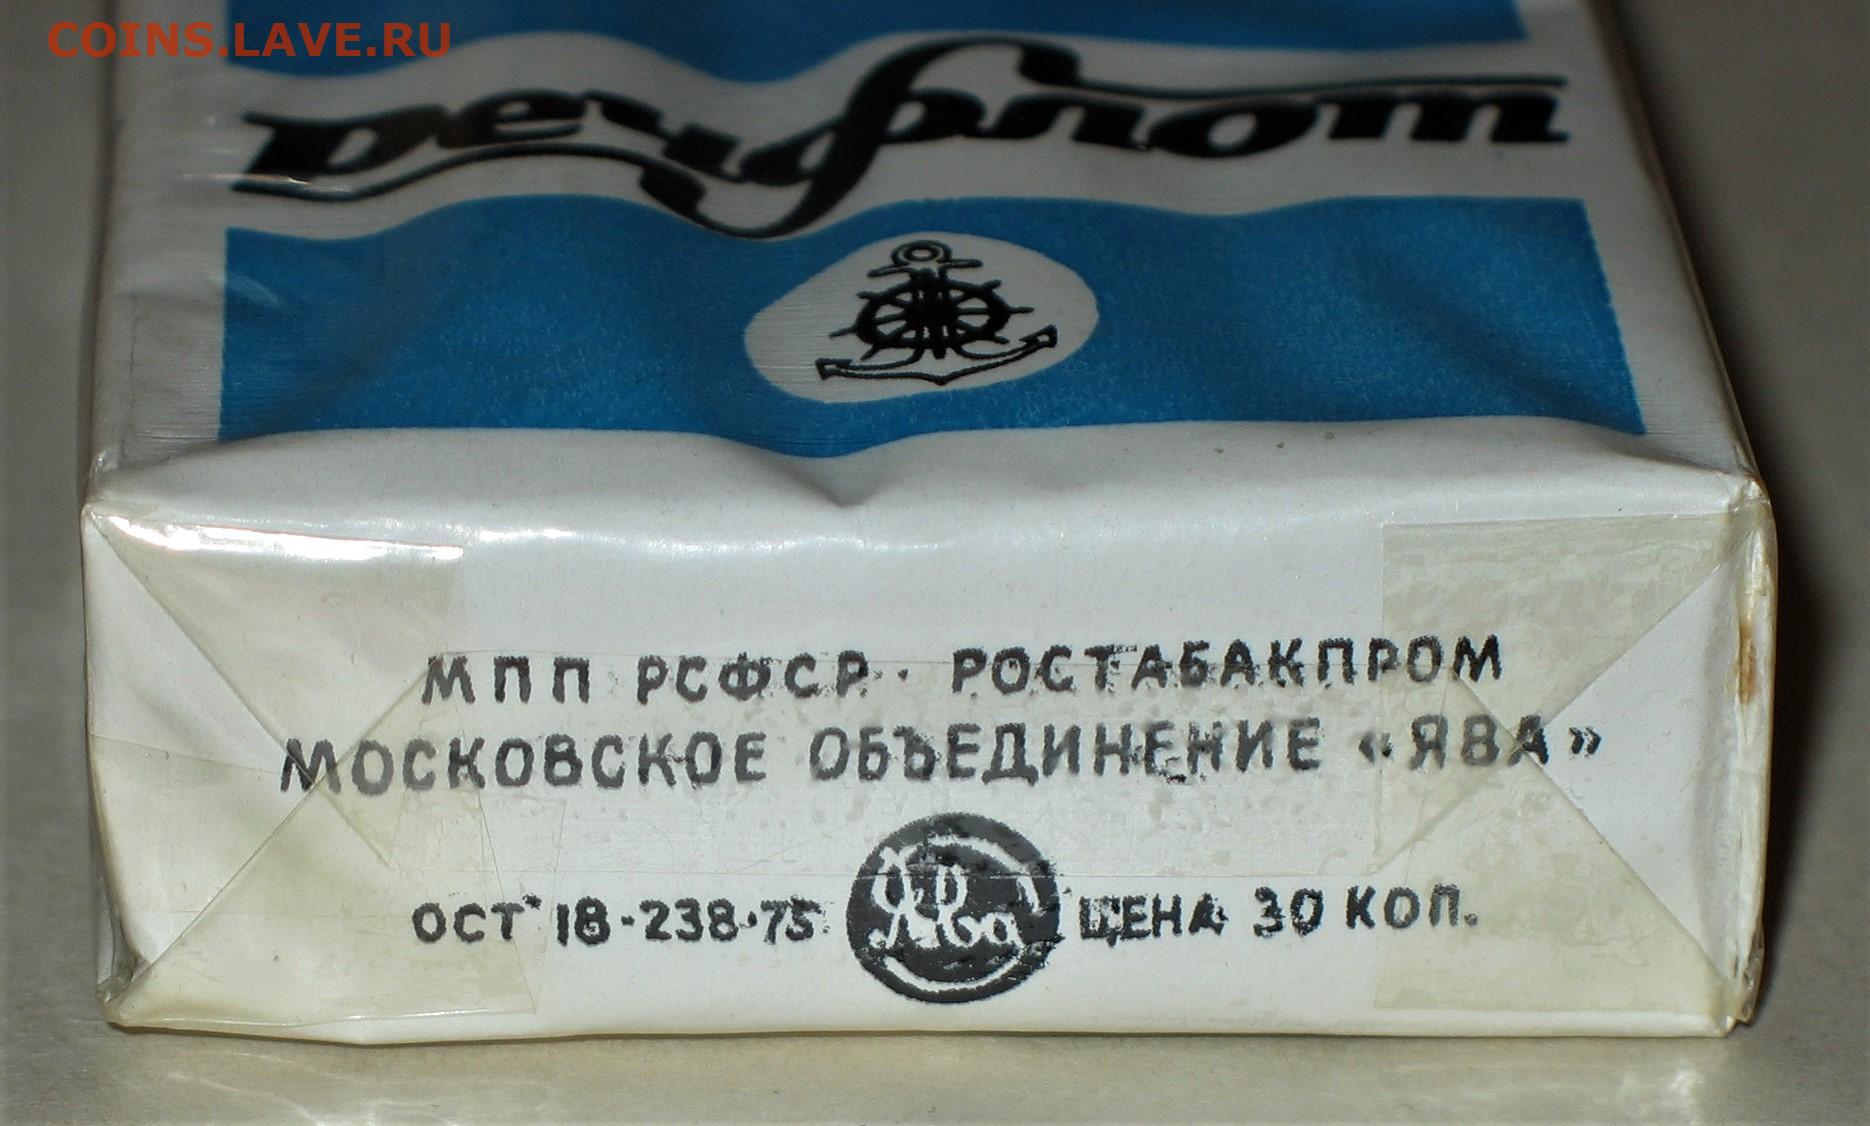 COINS.LAVE.RU
Речфлот
МПП РСФСР · РОСТАБАКПРОМ
МОСКОВСКОЕ ОБЪЕДИНЕНИЕ «ЯВА»
ОСТ 18-238-75 Ява ЦЕНА 30 КОП.